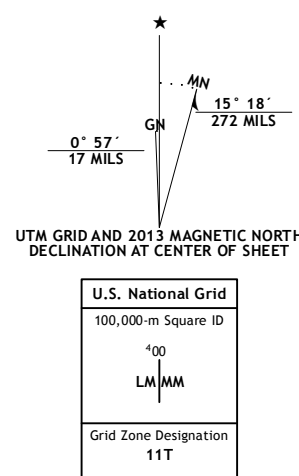 ★
MN
15° 18´
272 MILS
GN
0° 57´
17 MILS
UTM GRID AND 2013 MAGNETIC NORTH
DECLINATION AT CENTER OF SHEET
U.S. National Grid
100,000-m Square ID
⁴00
LM MM
Grid Zone Designation
11T